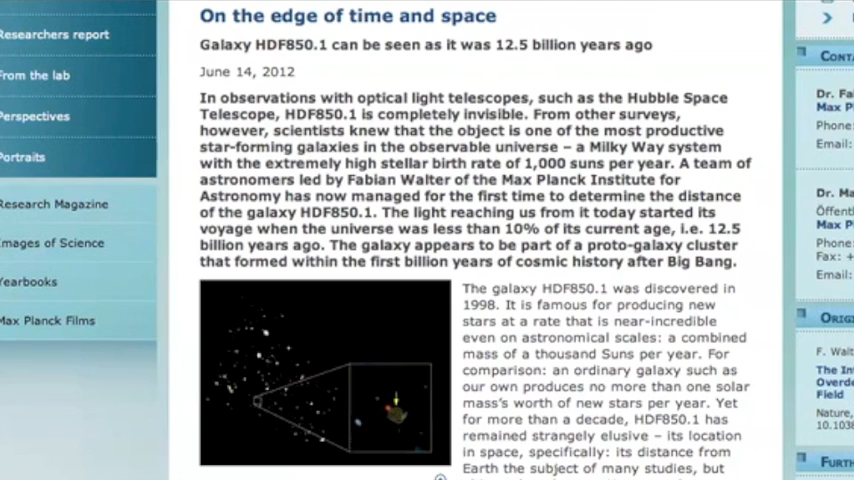 Researchers report
From the lab
Perspectives
Portraits
Research Magazine
Images of Science
Yearbooks
Max Planck Films
On the edge of time and space
Galaxy HDF850.1 can be seen as it was 12.5 billion years ago
June 14, 2012
In observations with optical light telescopes, such as the Hubble Space
Telescope, HDF850.1 is completely invisible. From other surveys,
however, scientists knew that the object is one of the most productive
star-forming galaxies in the observable universe – a Milky Way system
with the extremely high stellar birth rate of 1,000 suns per year. A team of
astronomers led by Fabian Walter of the Max Planck Institute for
Astronomy has now managed for the first time to determine the distance
of the galaxy HDF850.1. The light reaching us from it today started its
voyage when the universe was less than 10% of its current age, i.e. 12.5
billion years ago. The galaxy appears to be part of a proto-galaxy cluster
that formed within the first billion years of cosmic history after Big Bang.
The galaxy HDF850.1 was discovered in
1998. It is famous for producing new
stars at a rate that is near-incredible
even on astronomical scales: a combined
mass of a thousand Suns per year. For
comparison: an ordinary galaxy such as
our own produces no more than one solar
mass's worth of new stars per year. Yet
for more than a decade, HDF850.1 has
remained strangely elusive – its location
in space, specifically: its distance from
Earth the subject of many studies, but
Dr. Fa
Max P
Phone:
Email:
Dr. Ma
Öffent
Max P
Phone:
Fax: +
Email:
ORIG
F. Walt
The In
Overde
Field
Nature,
10.1038
FURTH